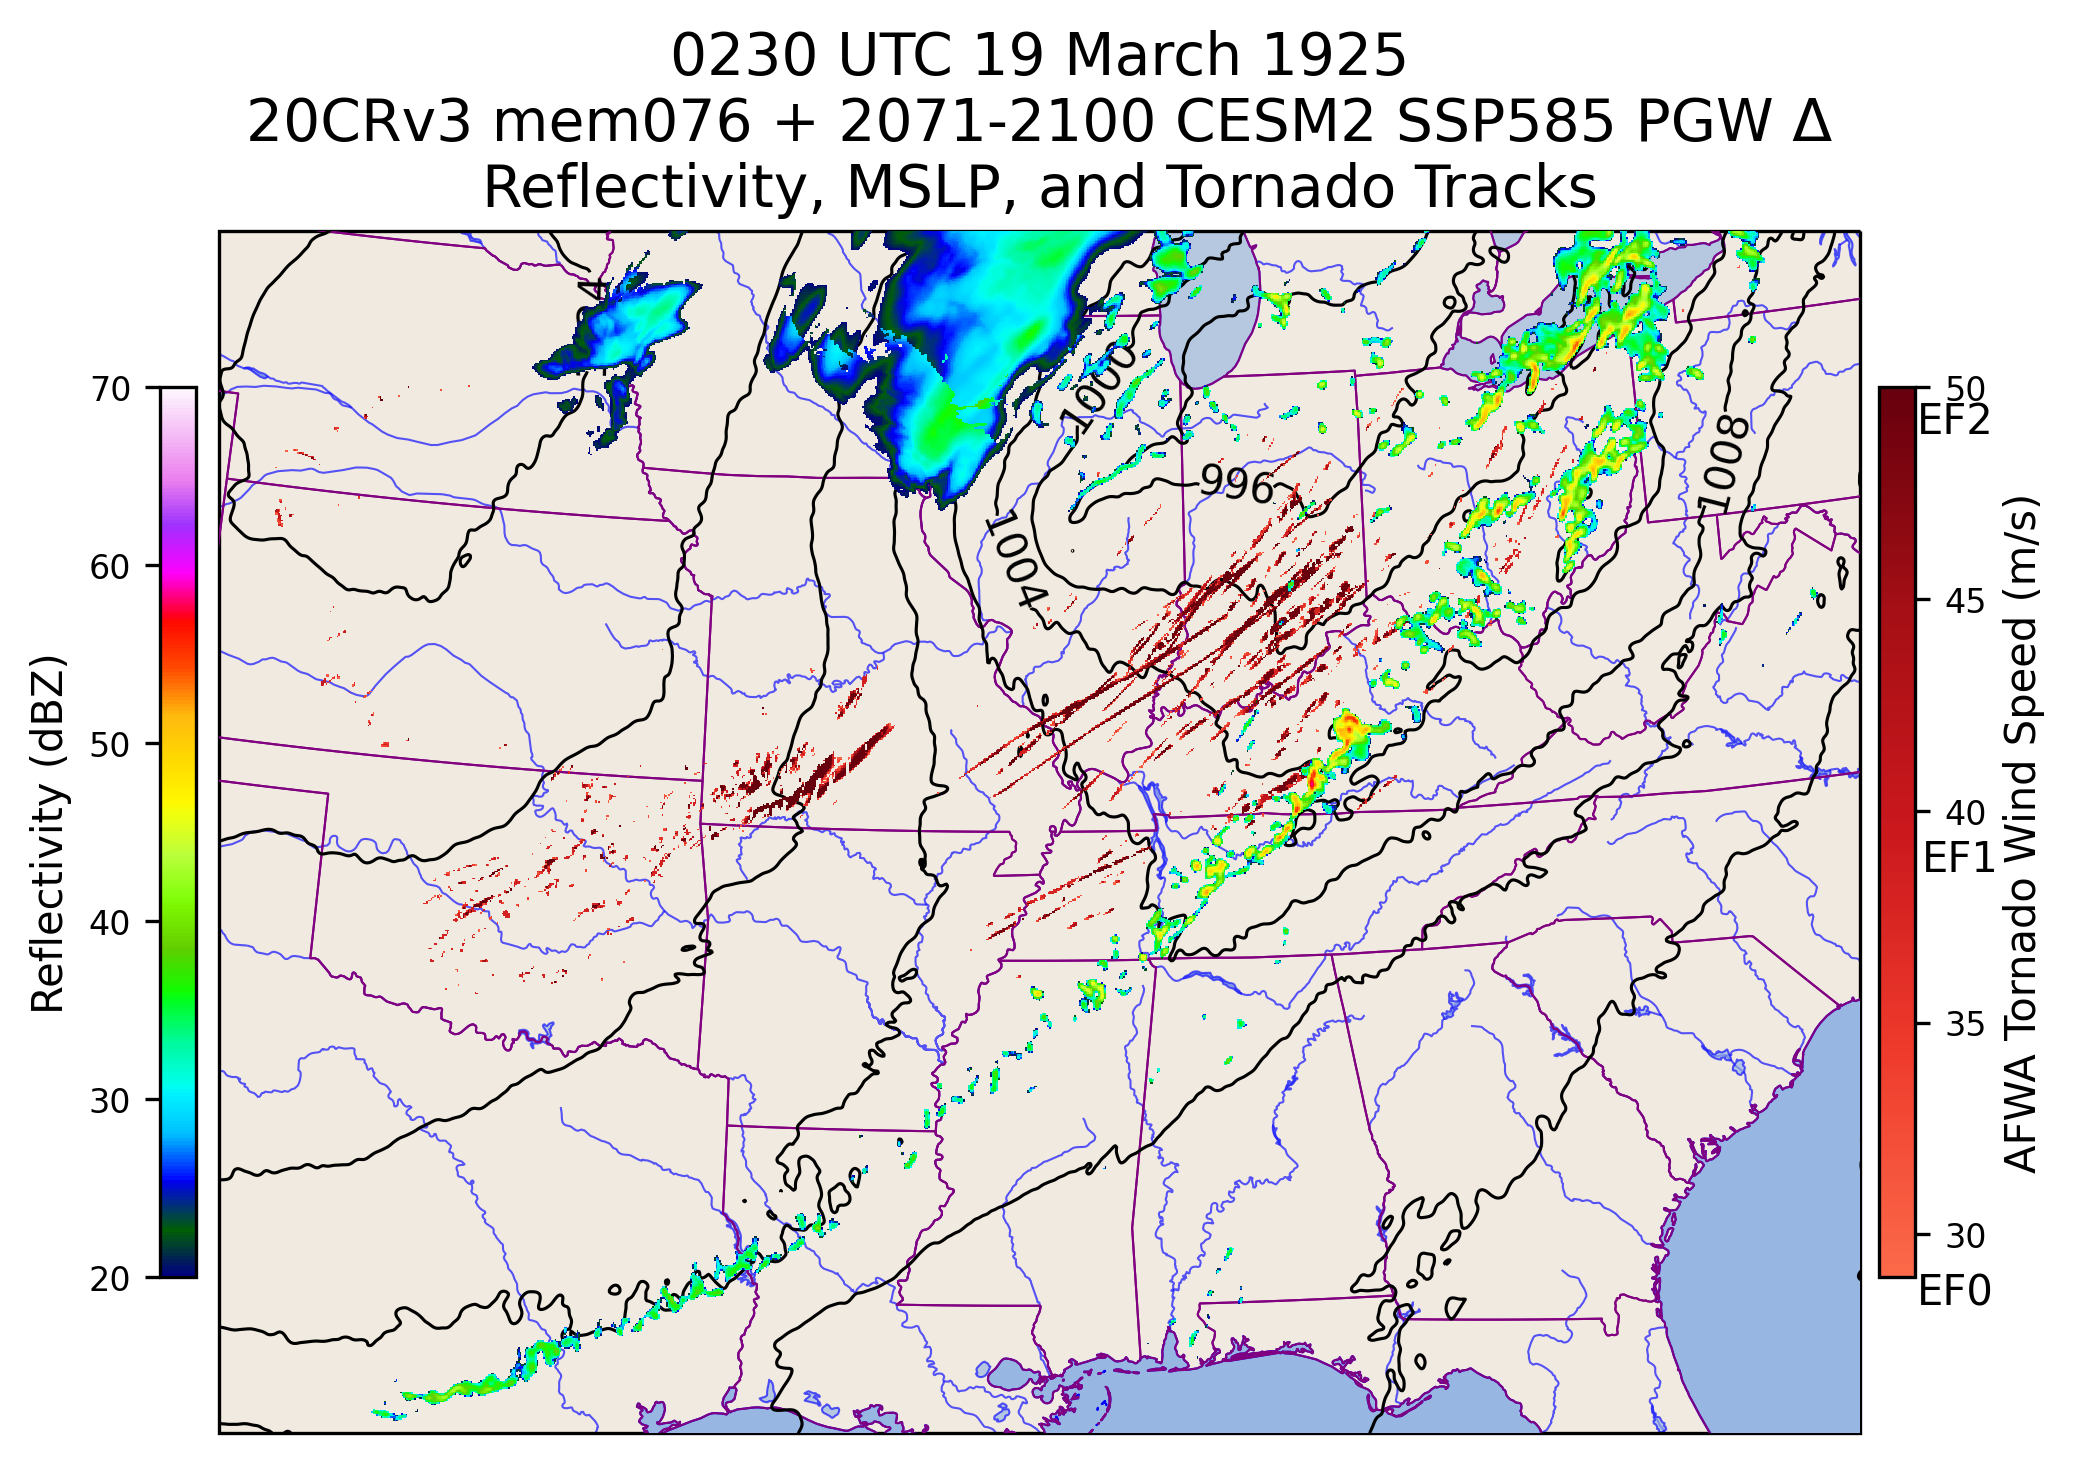 0230 UTC 19 March 1925
20CRv3 mem076 + 2071-2100 CESM2 SSP585 PGW Δ
Reflectivity, MSLP, and Tornado Tracks
Reflectivity (dBZ)
70
60
50
40
30
20
1000
996
1004
1008
4
50
EF2
45
40
EF1
35
30
EF0
AFWA Tornado Wind Speed (m/s)